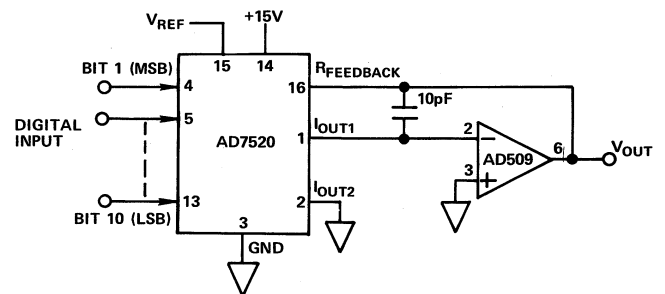 VREF
+15V
BIT 1 (MSB)
15
14
RFEEDBACK
4
16
10pF
DIGITAL
INPUT
5
AD7520
1
IOUT1
2
AD509
6
VOUT
3
BIT 10 (LSB)
13
2
IOUT2
3
GND